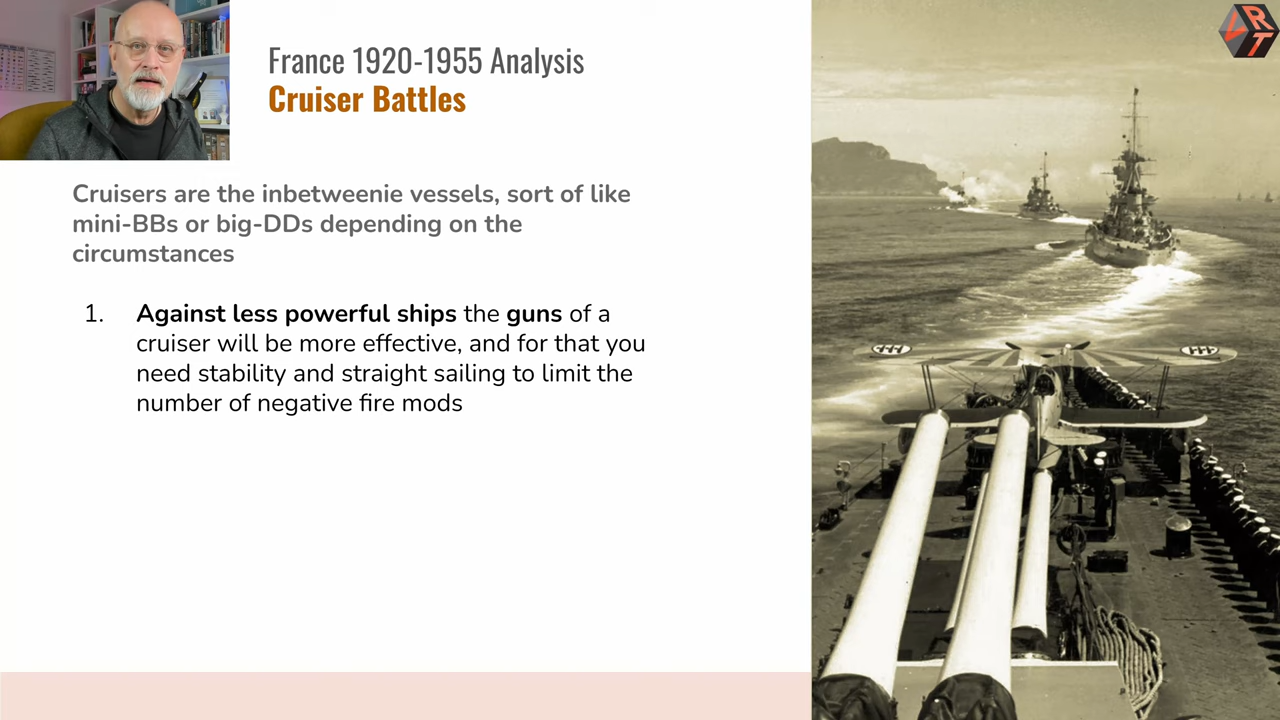 France 1920-1955 Analysis
Cruiser Battles
Cruisers are the inbetweenie vessels, sort of like
mini-BBs or big-DDs depending on the
circumstances
1. Against less powerful ships the guns of a
cruiser will be more effective, and for that you
need stability and straight sailing to limit the
number of negative fire mods
LRT